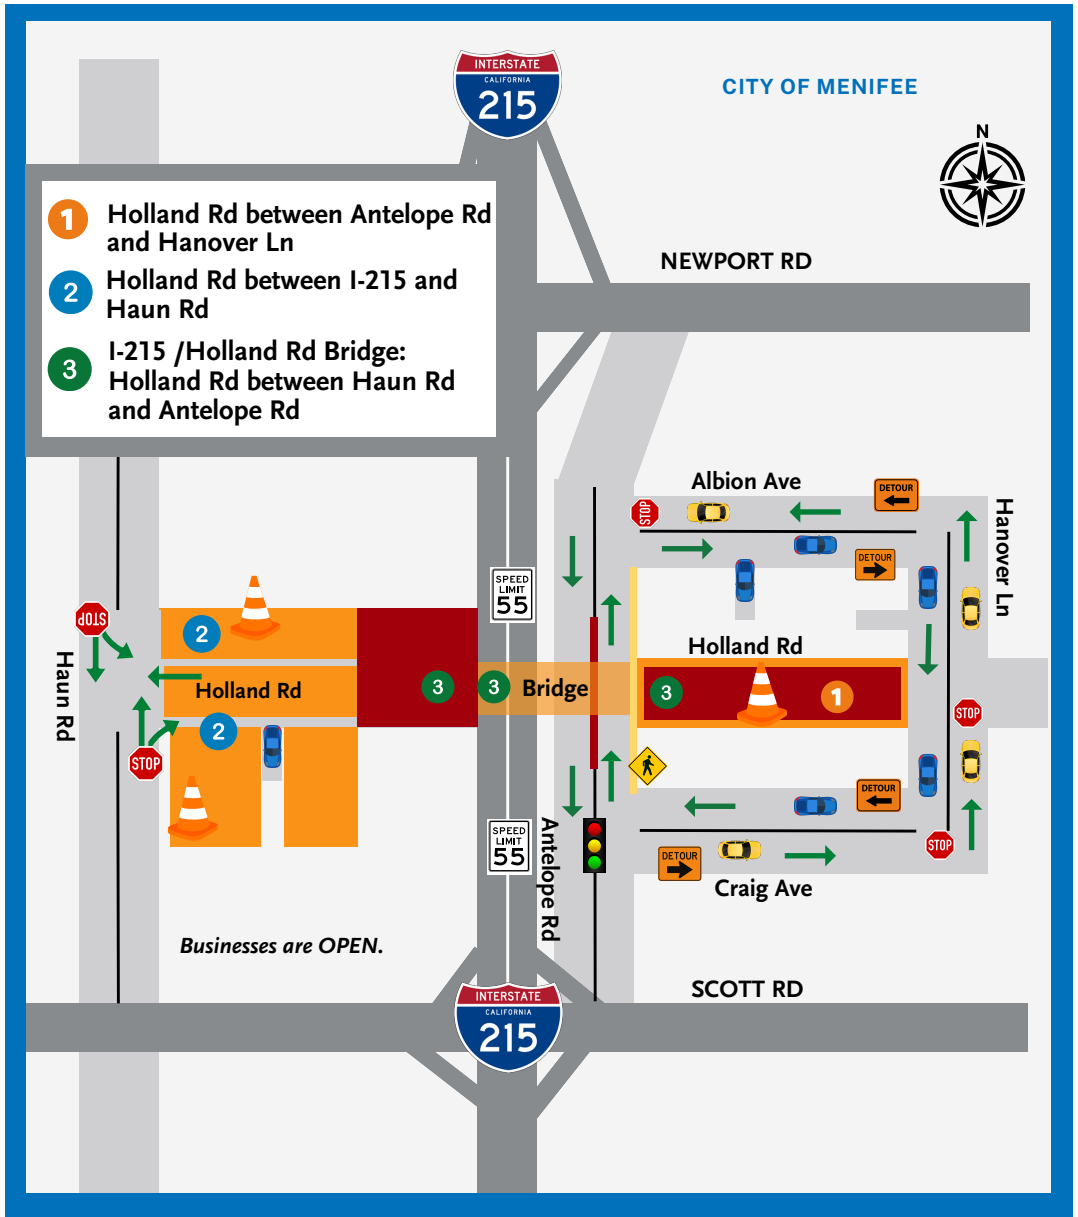 INTERSTATE
CALIFORNIA
215
CITY OF MENIFEE
N
1
Holland Rd between Antelope Rd
and Hanover Ln
2
Holland Rd between I-215 and
Haun Rd
3
I-215 /Holland Rd Bridge:
Holland Rd between Haun Rd
and Antelope Rd
NEWPORT RD
Albion Ave
DETOUR
STOP
Hanover Ln
DETOUR
SPEED
LIMIT
55
STOP
2
Haun Rd
Holland Rd
3
3
Bridge
Holland Rd
3
1
STOP
2
STOP
DETOUR
SPEED
LIMIT
55
Antelope Rd
STOP
DETOUR
Craig Ave
Businesses are OPEN.
SCOTT RD
INTERSTATE
CALIFORNIA
215